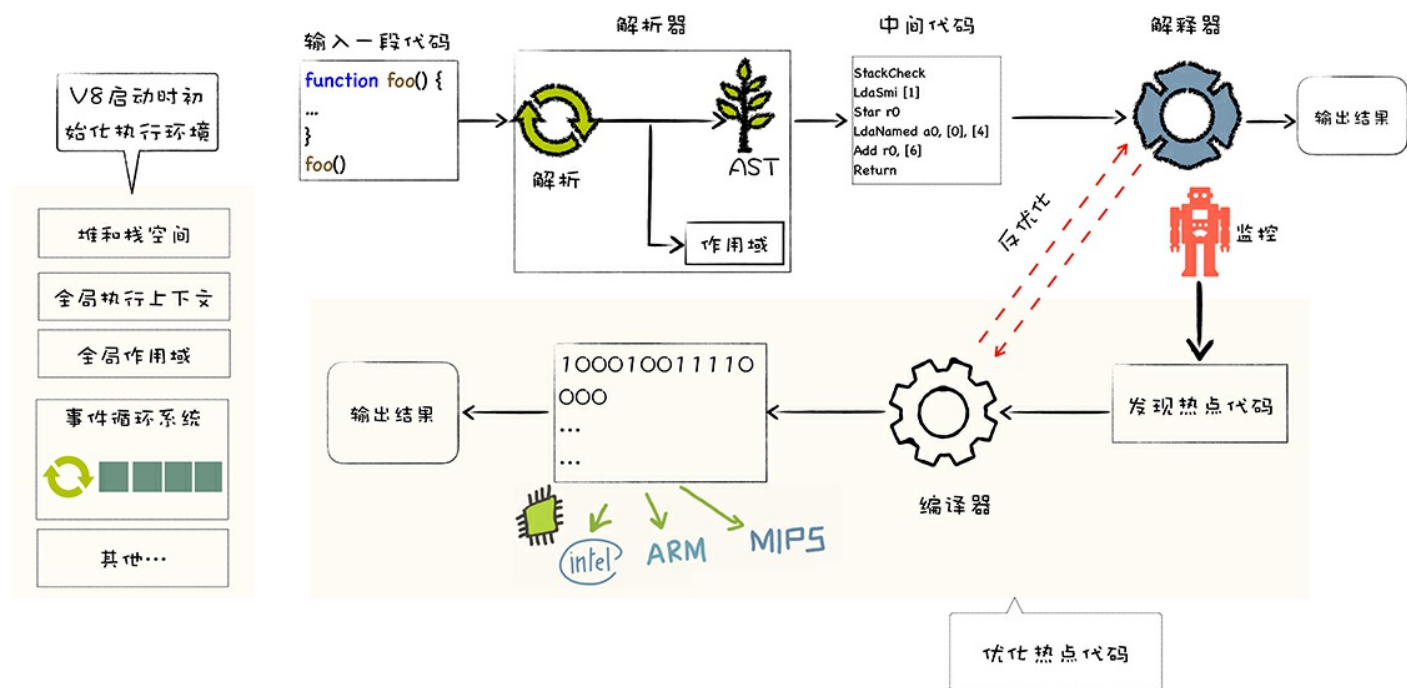 V8启动时初
始化执行环境
堆和栈空间
全局执行上下文
全局作用域
事件循环系统
其他…
输入一段代码
function foo() {
...
}
foo()
解析器
解析
AST
作用域
中间代码
StackCheck
LdaSmi [1]
Star r0
LdaNamed a0, [0], [4]
Add r0, [6]
Return
解释器
输出结果
监控
反优化
发现热点代码
编译器
10001001110
000
...
...
输出结果
intel
ARM
MIPS
优化热点代码